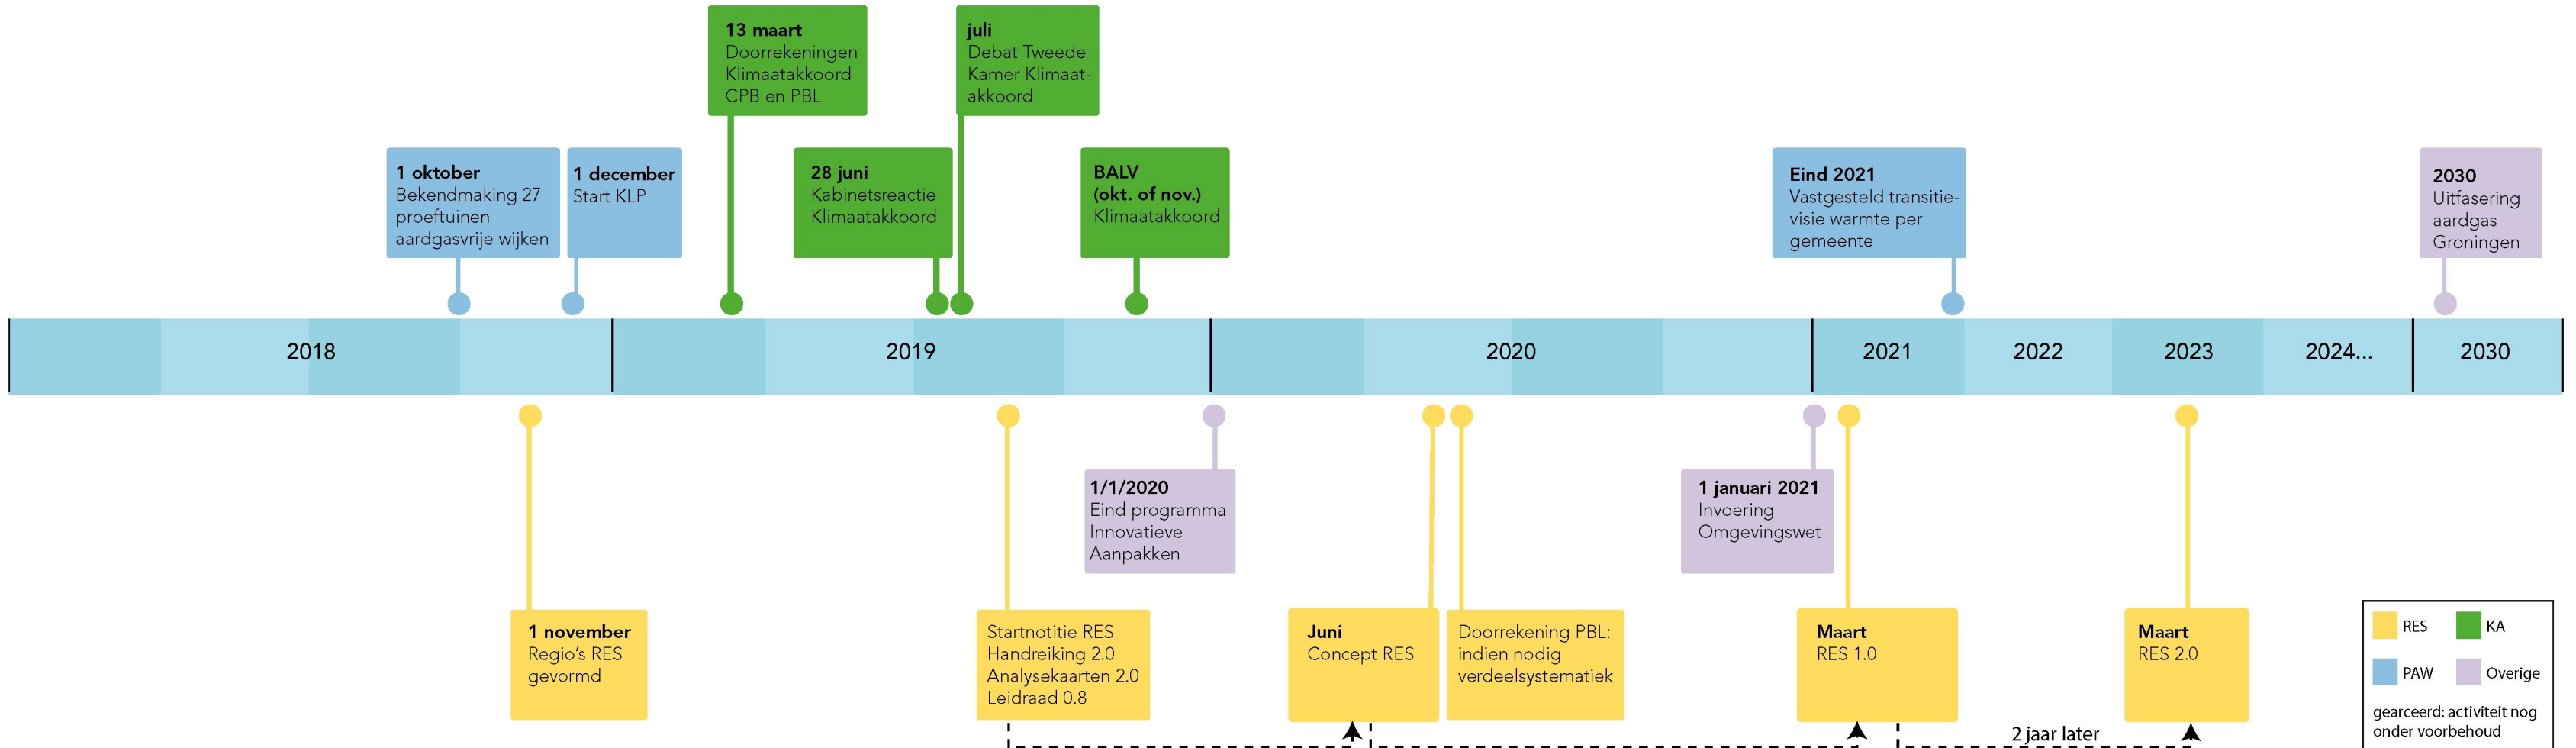 13 maart
Doorrekeningen
Klimaatakkoord
CPB en PBL
juli
Debat Tweede
Kamer Klimaat-
akkoord
1 oktober
Bekendmaking 27
proeftuinen
aardgasvrije wijken
1 december
Start KLP
28 juni
Kabinetsreactie
Klimaatakkoord
BALV
(okt. of nov.)
Klimaatakkoord
Eind 2021
Vastgesteld transitie-
visie warmte per
gemeente
2030
Uitfasering
aardgas
Groningen
2018
2019
2020
2021
2022
2023
2024...
2030
1/1/2020
Eind programma
Innovatieve
Aanpakken
1 januari 2021
Invoering
Omgevingswet
1 november
Regio's RES
gevormd
Startnotitie RES
Handreiking 2.0
Analysekaarten 2.0
Leidraad 0.8
Juni
Concept RES
Doorrekening PBL:
indien nodig
verdeelsystematiek
Maart
RES 1.0
Maart
RES 2.0
2 jaar later
RES
KA
PAW
Overige
gearceerd: activiteit nog
onder voorbehoud